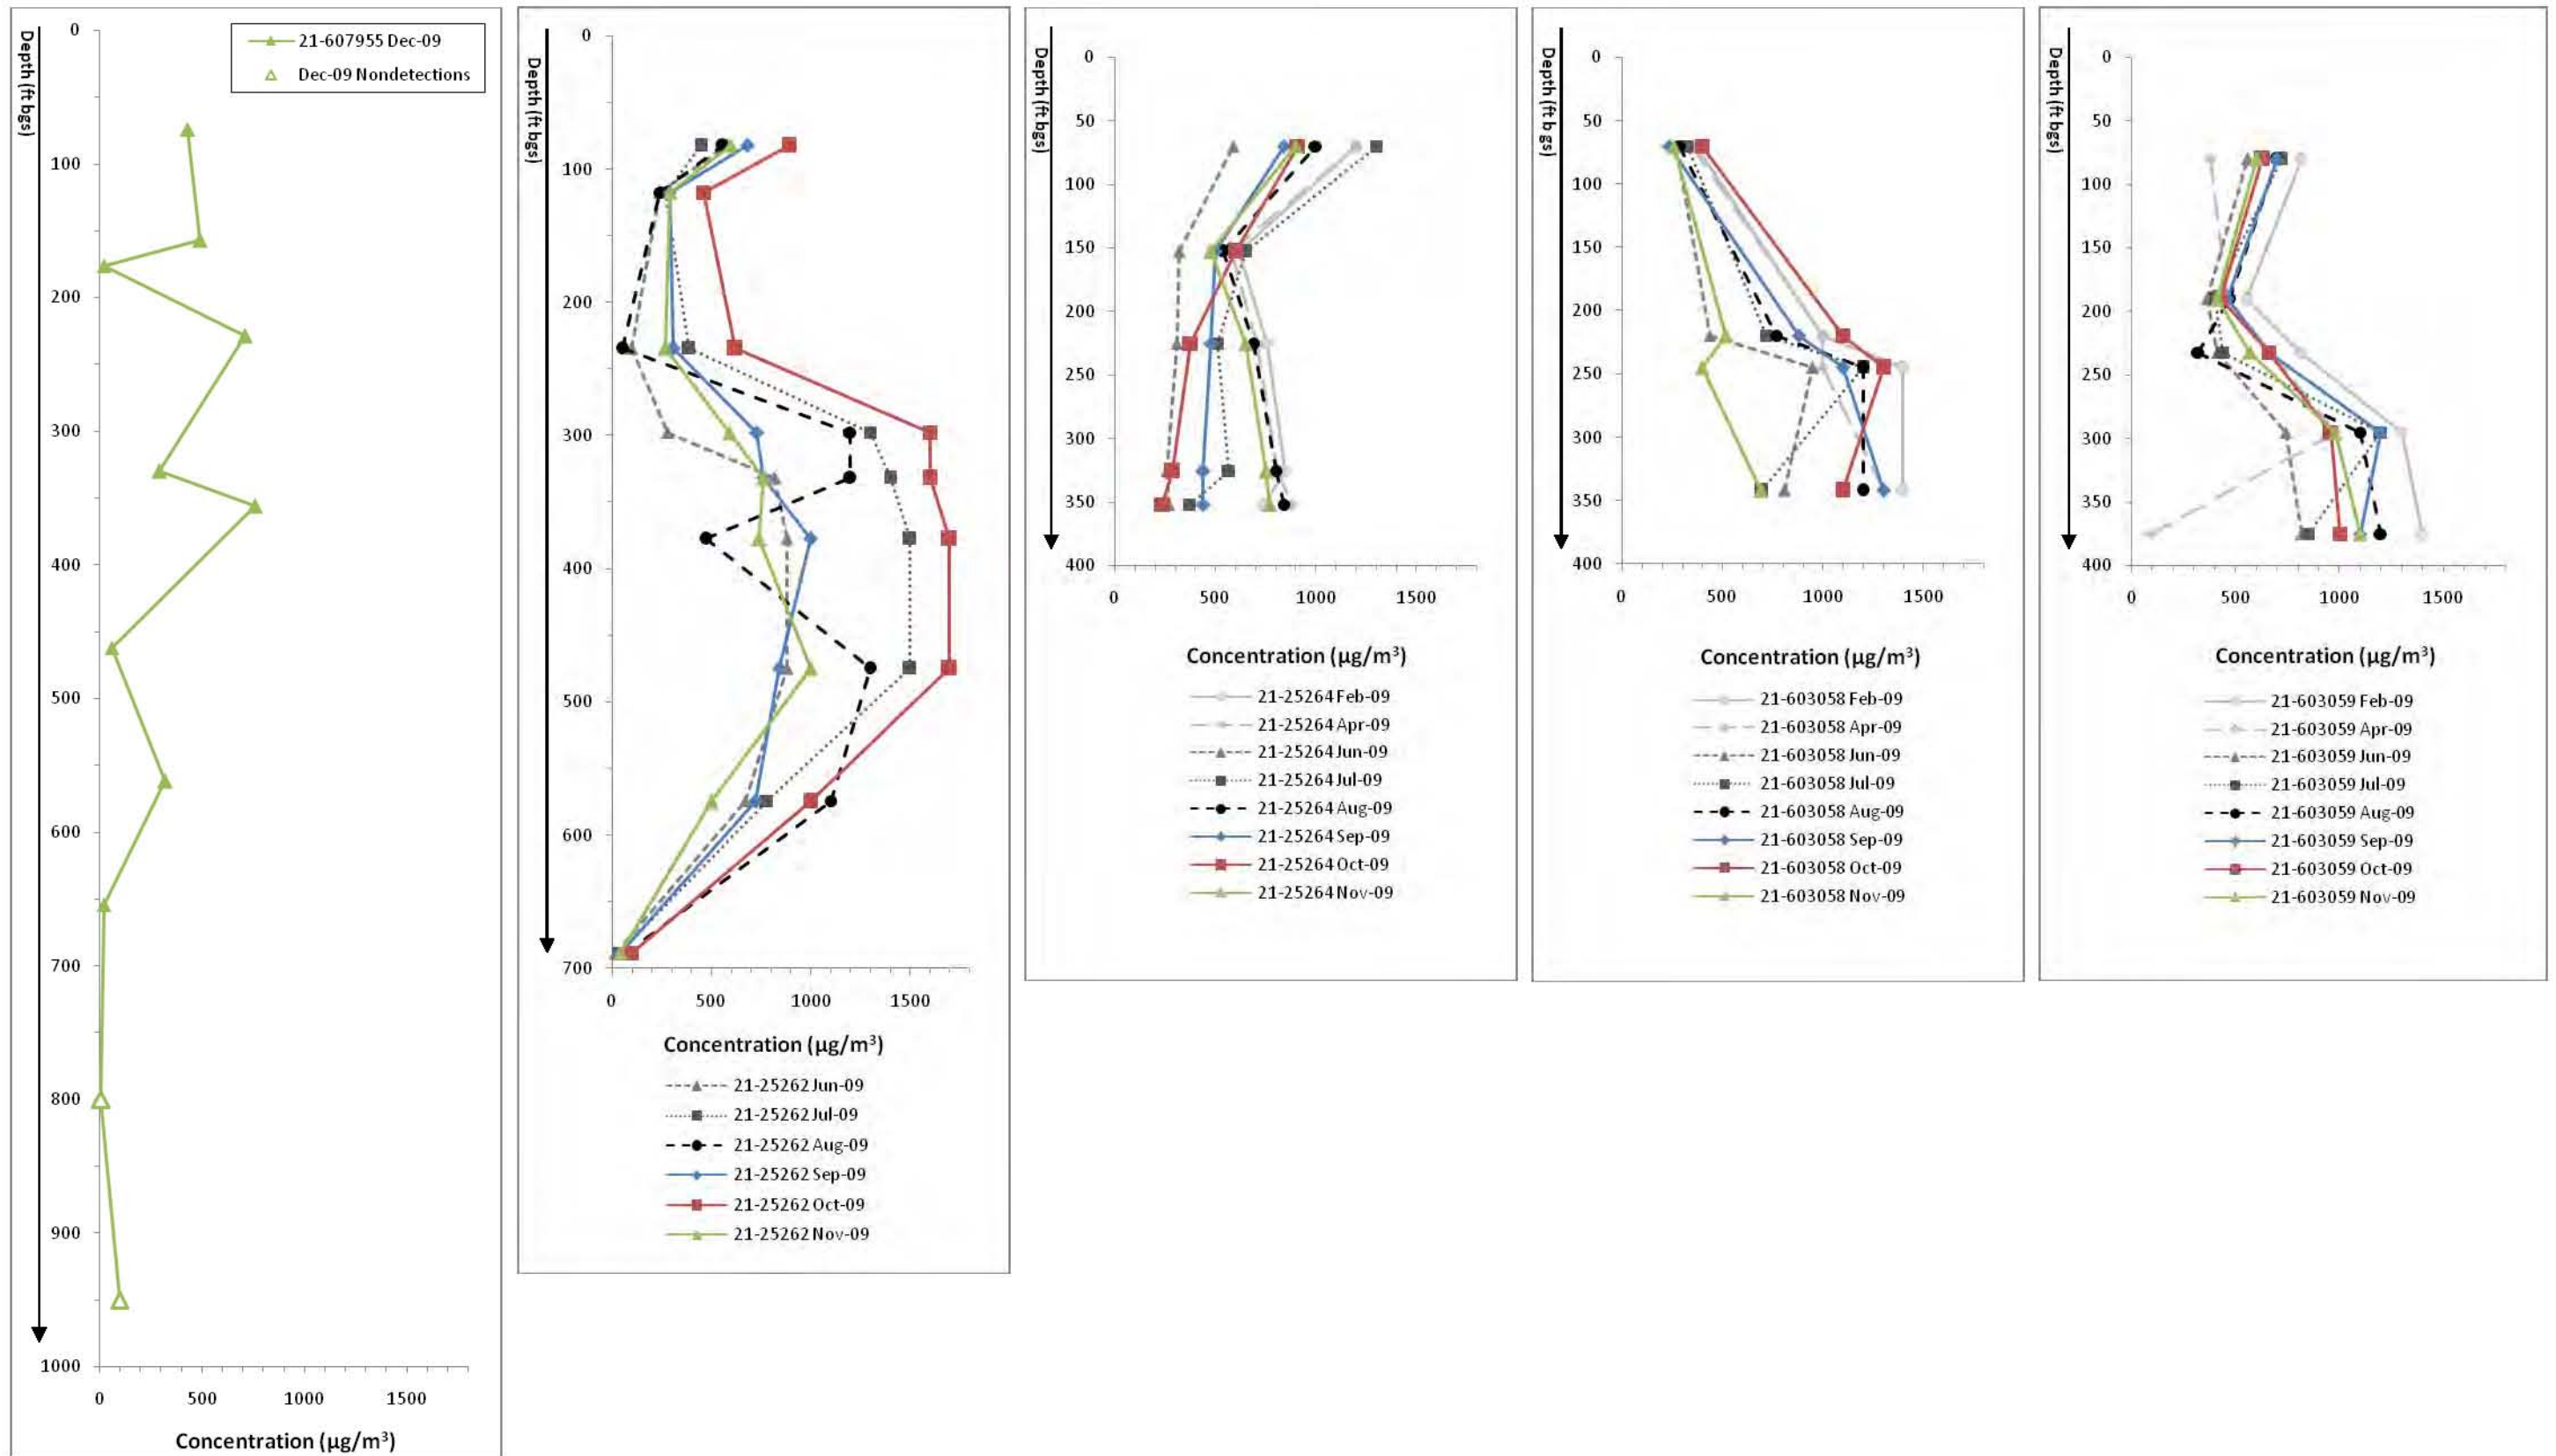 Depth (ft bgs)
21-607955 Dec-09
Dec-09 Nondetections
0
100
200
300
400
500
600
700
800
900
1000
0 500 1000 1500
Concentration (µg/m³)
Depth (ft bgs)
0
100
200
300
400
500
600
700
0 500 1000 1500
Concentration (µg/m³)
21-25262 Jun-09
21-25262 Jul-09
21-25262 Aug-09
21-25262 Sep-09
21-25262 Oct-09
21-25262 Nov-09
Depth (ft bgs)
0
50
100
150
200
250
300
350
400
0 500 1000 1500
Concentration (µg/m³)
21-25264 Feb-09
21-25264 Apr-09
21-25264 Jun-09
21-25264 Jul-09
21-25264 Aug-09
21-25264 Sep-09
21-25264 Oct-09
21-25264 Nov-09
Depth (ft b gs)
0
50
100
150
200
250
300
350
400
0 500 1000 1500
Concentration (µg/m³)
21-603058 Feb-09
21-603058 Apr-09
21-603058 Jun-09
21-603058 Jul-09
21-603058 Aug-09
21-603058 Sep-09
21-603058 Oct-09
21-603058 Nov-09
Depth (ft bgs)
0
50
100
150
200
250
300
350
400
0 500 1000 1500
Concentration (µg/m³)
21-603059 Feb-09
21-603059 Apr-09
21-603059 Jun-09
21-603059 Jul-09
21-603059 Aug-09
21-603059 Sep-09
21-603059 Oct-09
21-603059 Nov-09